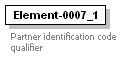 Element-0007_1
Partner identification code
qualifier